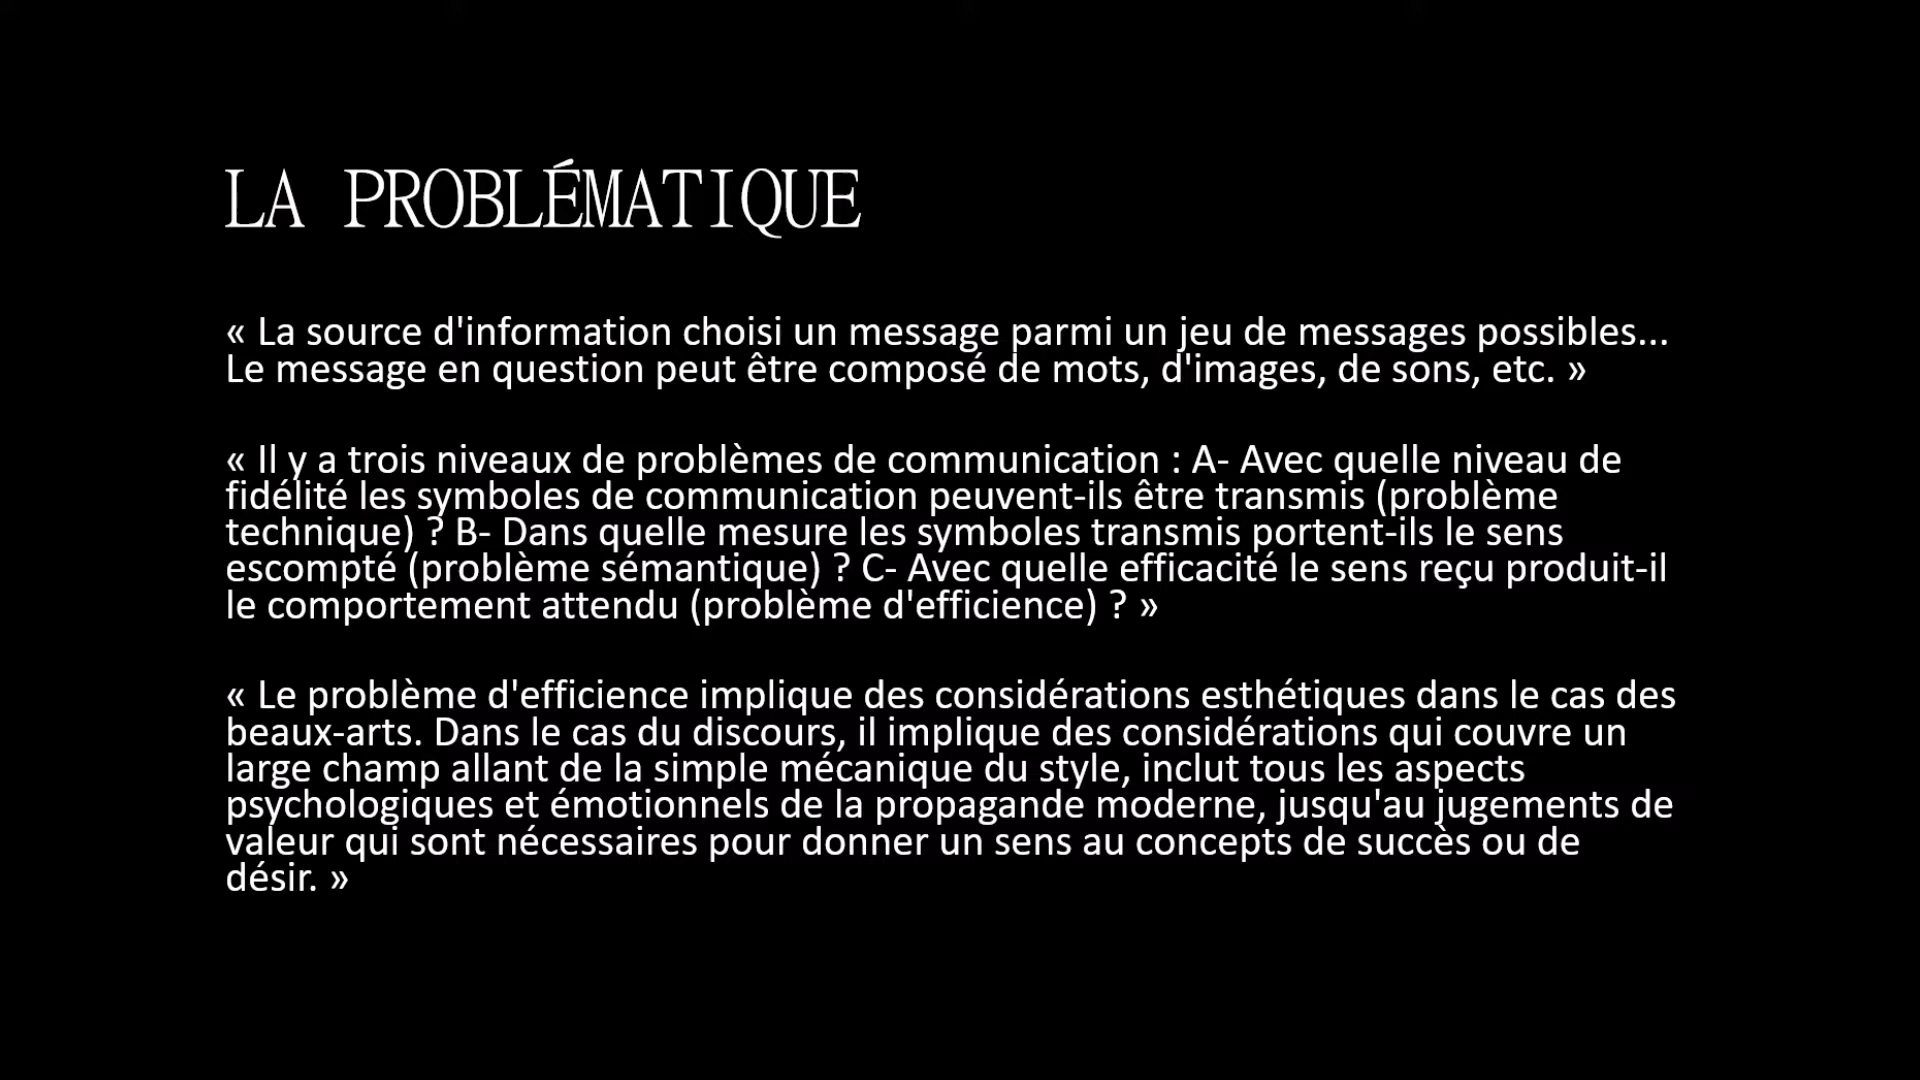 LA PROBLÉMATIQUE
« La source d'information choisi un message parmi un jeu de messages possibles...
Le message en question peut être composé de mots, d'images, de sons, etc. »
« Il y a trois niveaux de problèmes de communication : A- Avec quelle niveau de
fidélité les symboles de communication peuvent-ils être transmis (problème
technique) ? B- Dans quelle mesure les symboles transmis portent-ils le sens
escompté (problème sémantique) ? C- Avec quelle efficacité le sens reçu produit-il
le comportement attendu (problème d'efficience) ? »
« Le problème d'efficience implique des considérations esthétiques dans le cas des
beaux-arts. Dans le cas du discours, il implique des considérations qui couvre un
large champ allant de la simple mécanique du style, inclut tous les aspects
psychologiques et émotionnels de la propagande moderne, jusqu'au jugements de
valeur qui sont nécessaires pour donner un sens au concepts de succès ou de
désir. »